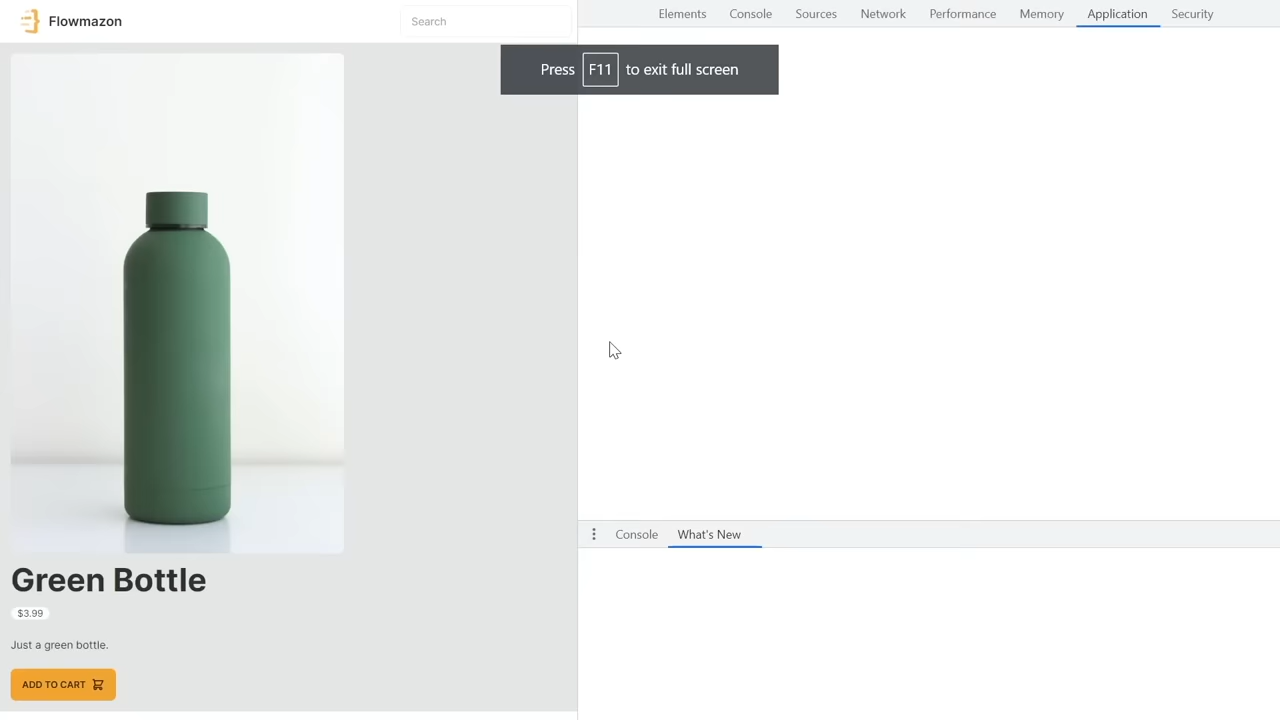 Flowmazon
Search
Elements Console Sources Network Performance Memory Application Security
Press F11 to exit full screen
Console What's New
Green Bottle
$3.99
Just a green bottle.
ADD TO CART